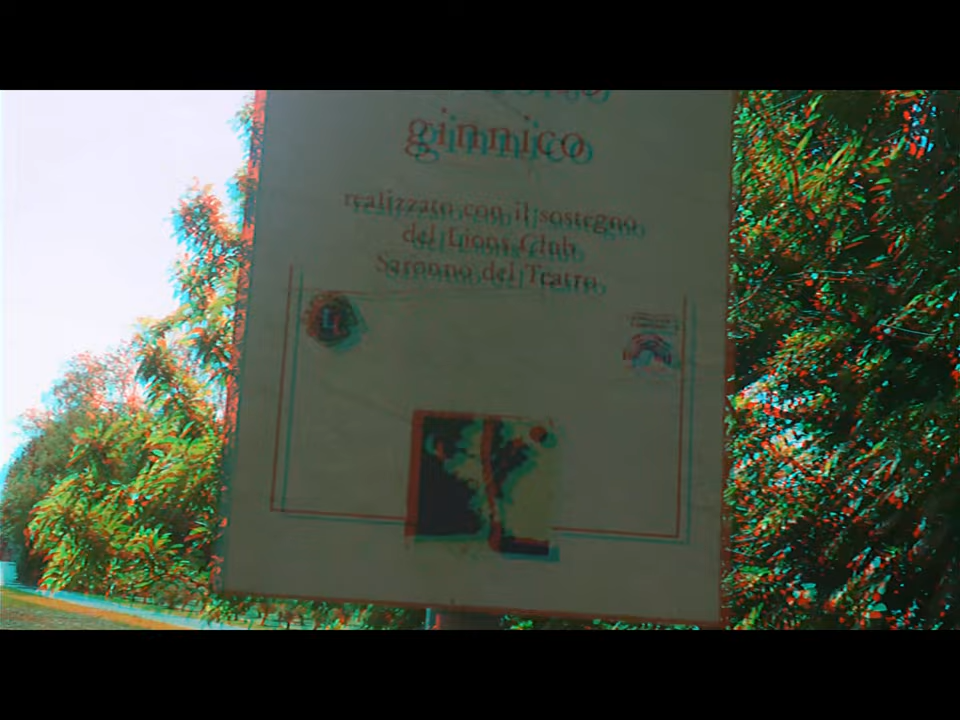 ginnico
realizzato con il sostegno
del Lions Club
Saronno del Teatro